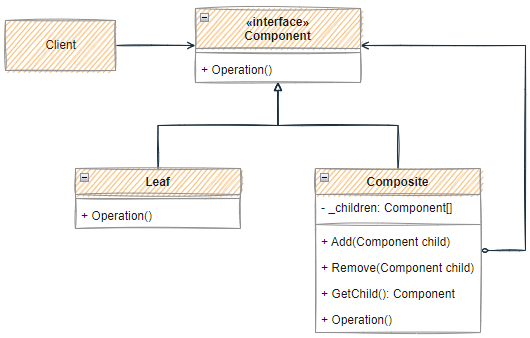 Client
«interface»
Component
+ Operation()
Leaf
+ Operation()
Composite
- _children: Component[]
+ Add(Component child)
+ Remove(Component child)
+ GetChild(): Component
+ Operation()